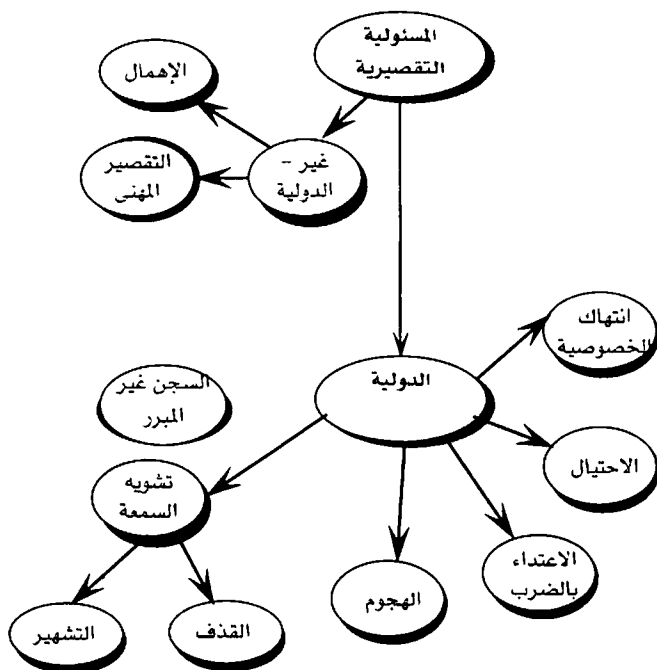 المسئولية
التقصيرية
الإهمال
غير -
الدولية
التقصير
المهنى
انتهاك
الخصوصية
الدولية
السجن غير
المبرر
الاحتيال
تشويه
السمعة
الاعتداء
بالضرب
الهجوم
القذف
التشهير